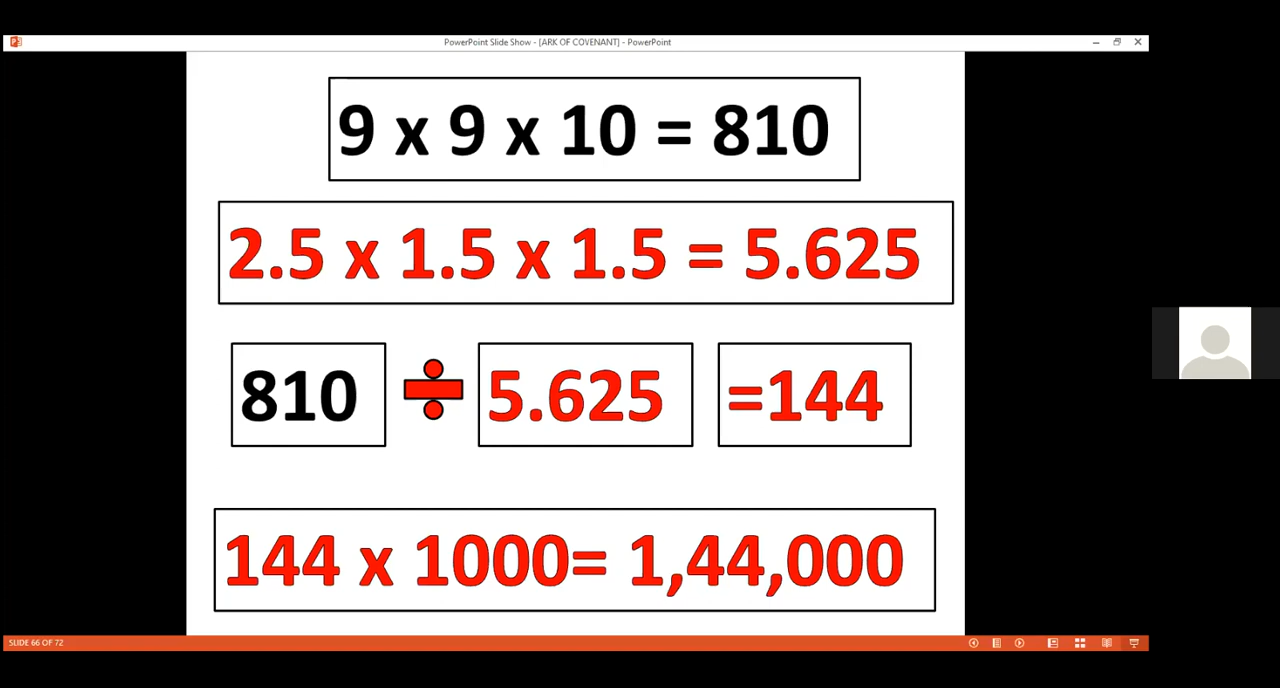 PowerPoint Slide Show - [ARK OF COVENANT] - PowerPoint
9 x 9 x 10 = 810
2.5 x 1.5 x 1.5 = 5.625
810 ÷ 5.625 =144
144 x 1000= 1,44,000
SLIDE 66 OF 72